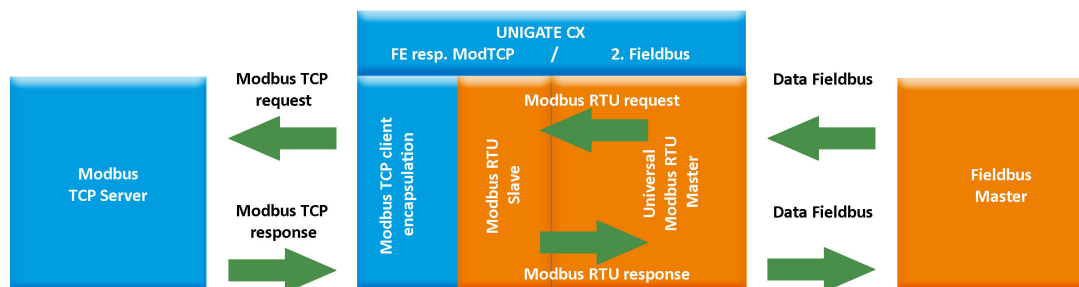 UNIGATE CX
FE resp. ModTCP / 2. Fieldbus
Modbus TCP
request
Modbus
TCP Server
Modbus TCP
response
Modbus TCP client
encapsulation
Modbus RTU
Slave
Modbus RTU request
Universal
Modbus RTU
Master
Modbus RTU response
Data Fieldbus
Data Fieldbus
Fieldbus
Master